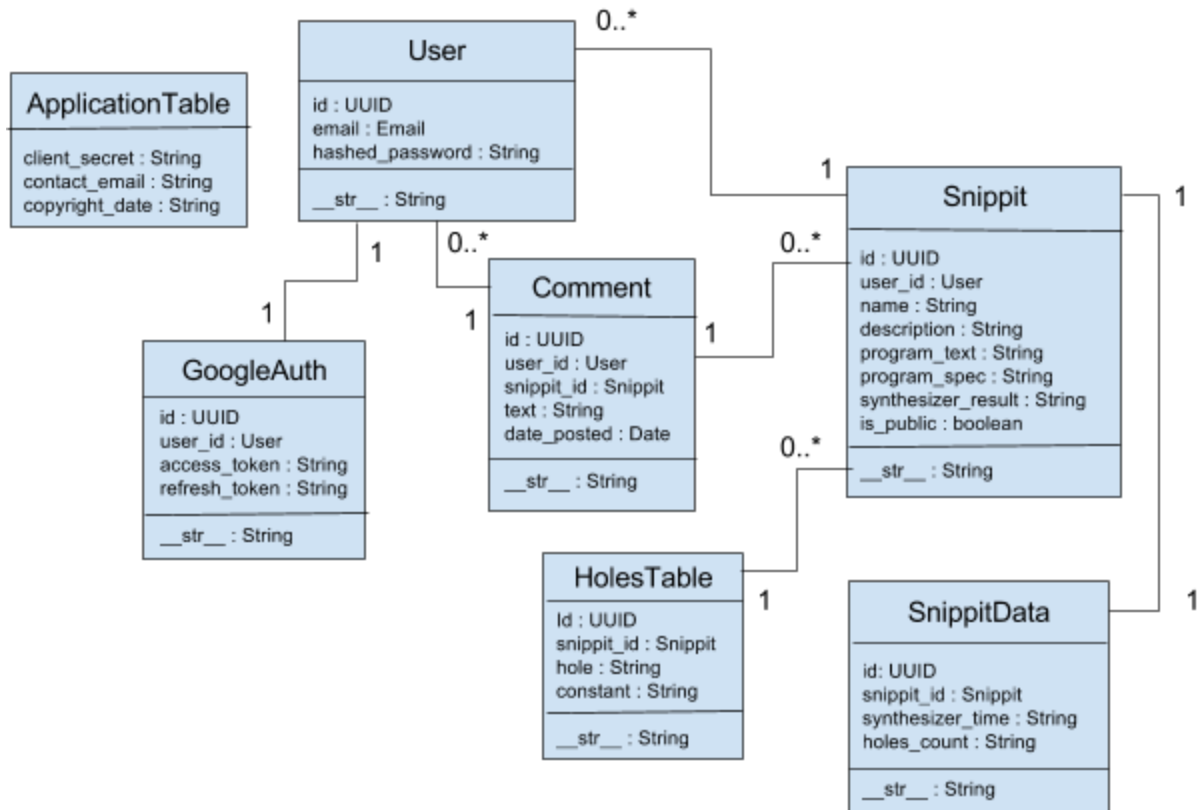 ApplicationTable
client_secret : String
contact_email : String
copyright_date : String
User
id : UUID
email : Email
hashed_password : String
__str__ : String
0..*
1
Snippit
id : UUID
user_id : User
name : String
description : String
program_text : String
program_spec : String
synthesizer_result : String
is_public : boolean
__str__ : String
1
1
1
1
GoogleAuth
id : UUID
user_id : User
access_token : String
refresh_token : String
__str__ : String
0..*
1
Comment
id : UUID
user_id : User
snippit_id : Snippit
text : String
date_posted : Date
__str__ : String
0..*
1
0..*
1
HolesTable
Id : UUID
snippit_id : Snippit
hole : String
constant : String
__str__ : String
SnippitData
id: UUID
snippit_id : Snippit
synthesizer_time : String
holes_count : String
__str__ : String